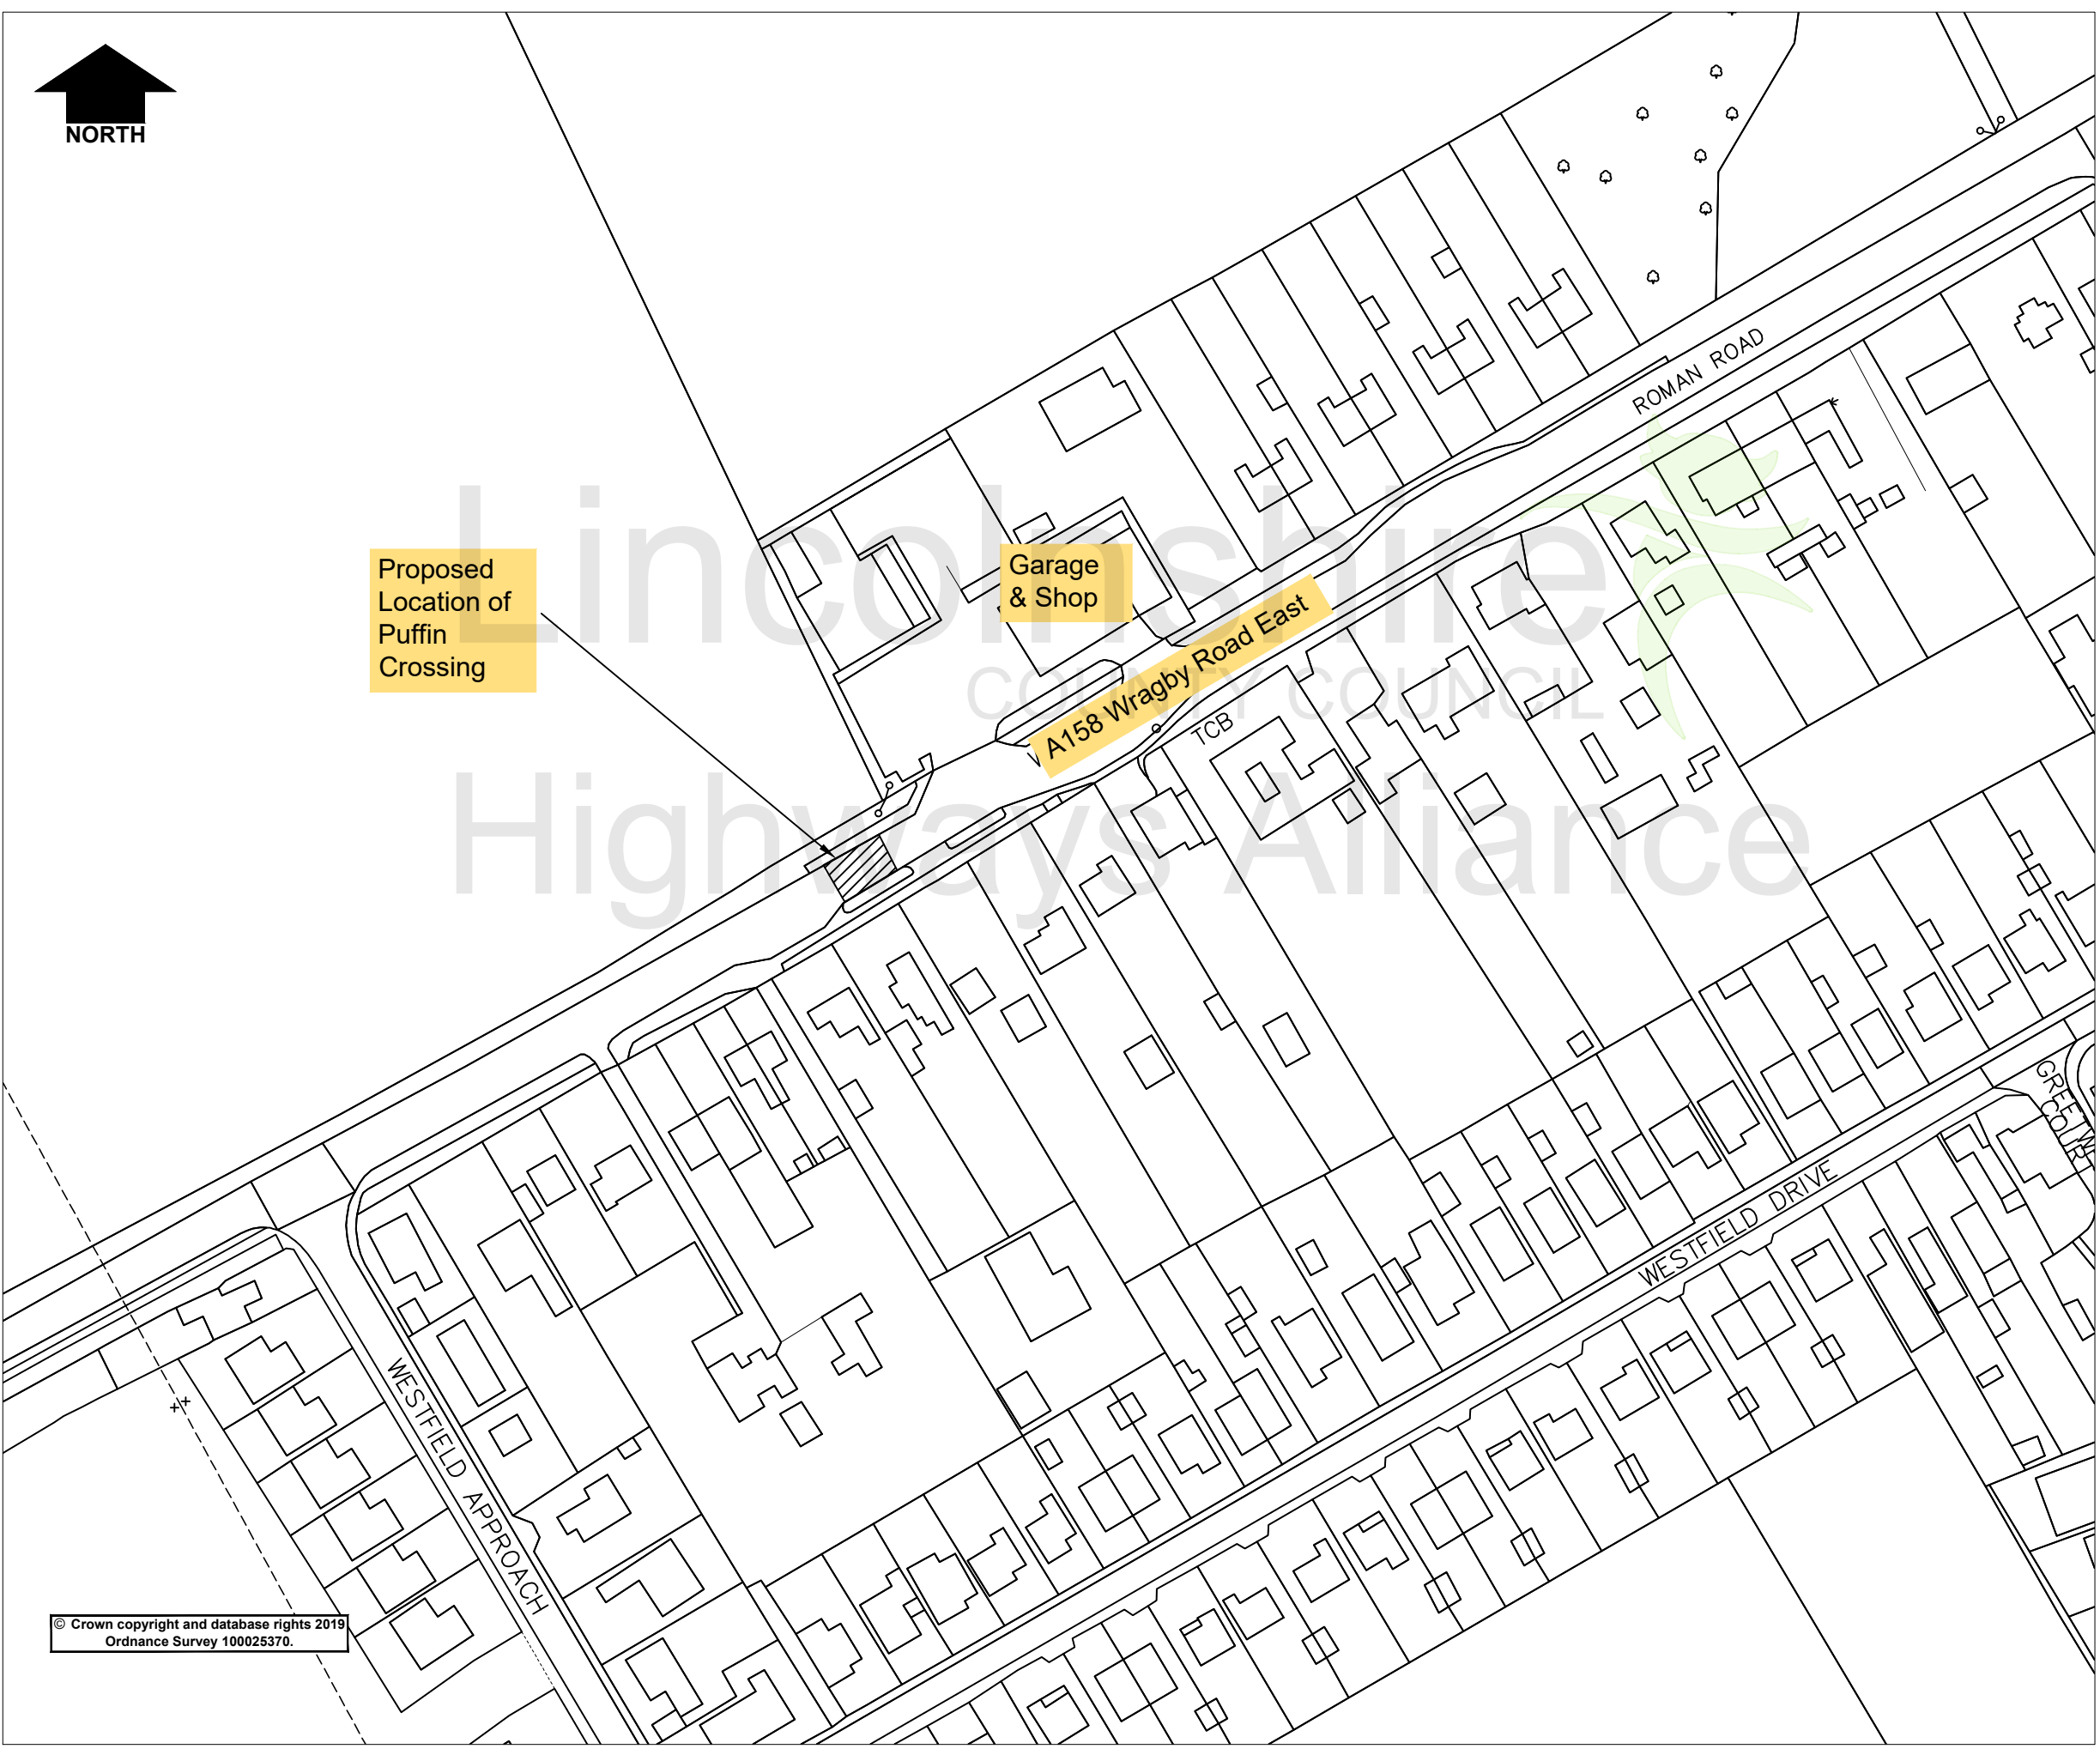 NORTH
ROMAN ROAD
Lincolnshire
COUNTY COUNCIL
Highways Alliance
Proposed
Location of
Puffin
Crossing
Garage
& Shop
A158 Wragby Road East
TCB
WESTFIELD DRIVE
WESTFIELD APPROACH
© Crown copyright and database rights 2019
Ordnance Survey 100025370.